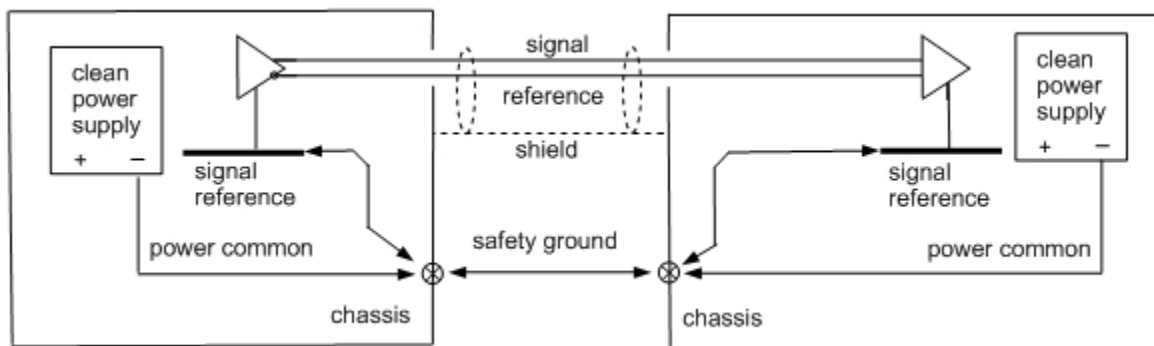 clean
power
supply
+ −
signal
reference
power common
chassis
signal
reference
shield
safety ground
clean
power
supply
+ −
signal
reference
power common
chassis